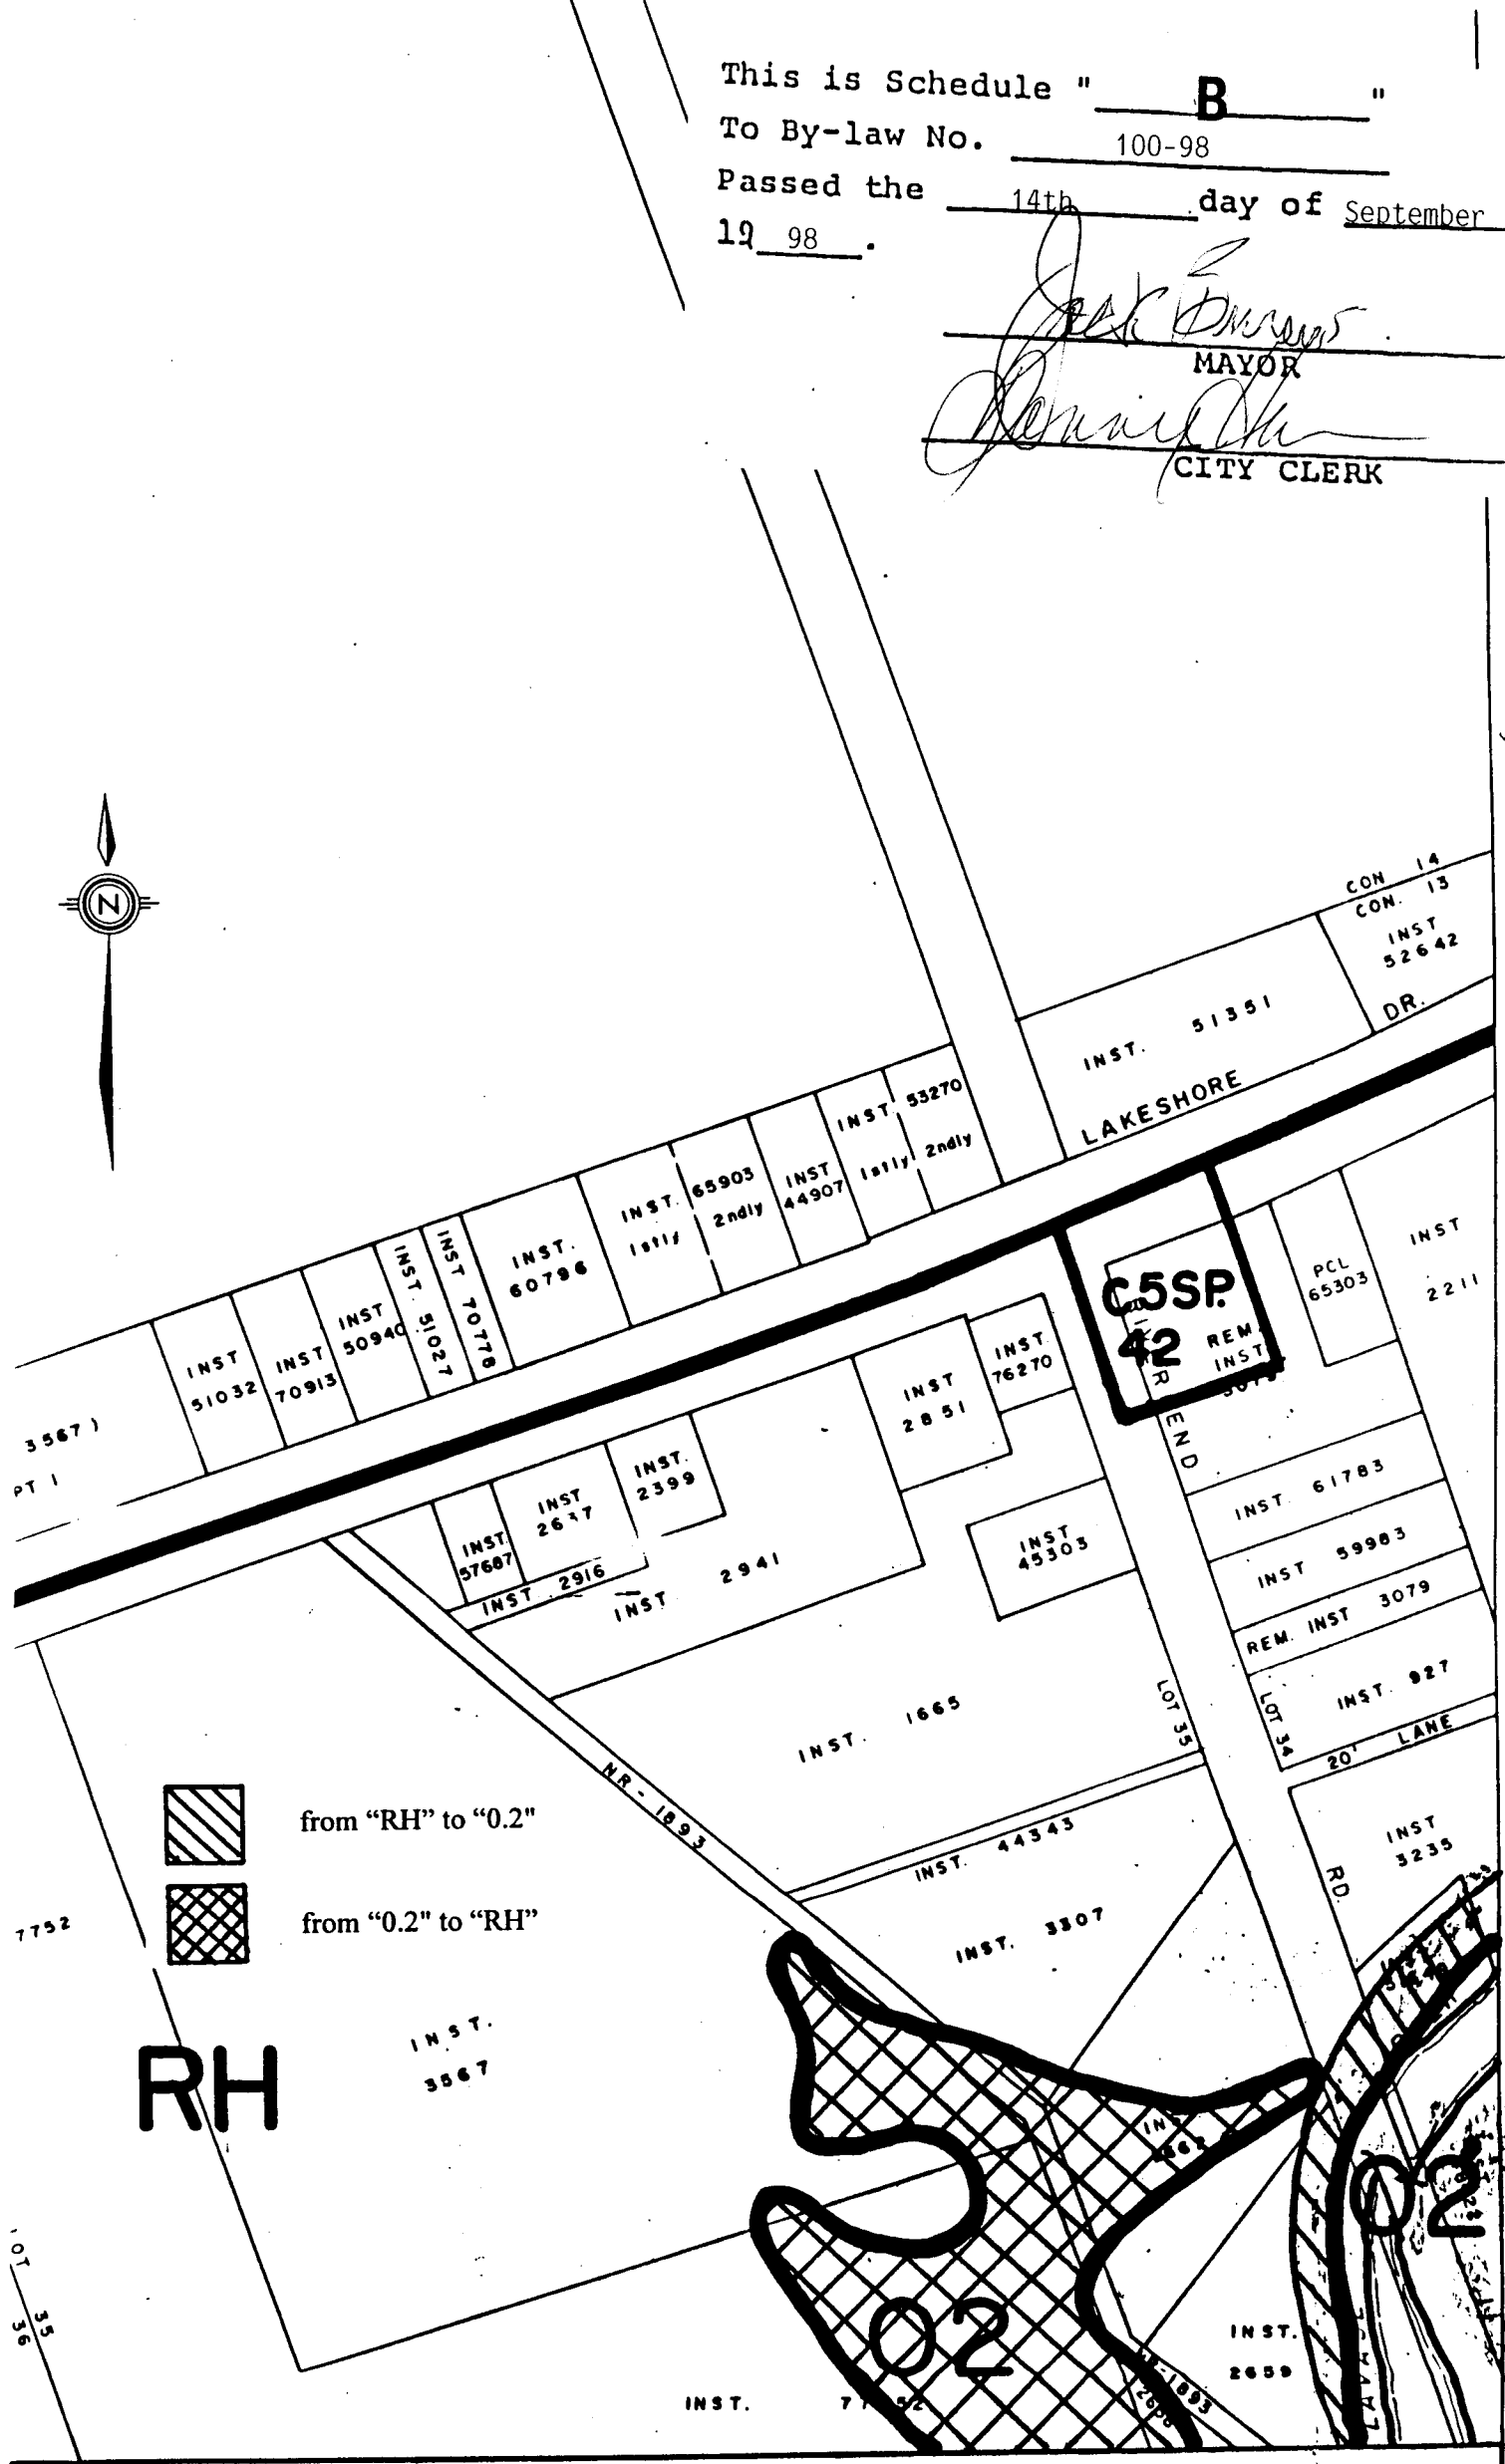 This is Schedule " B "
To By-law No. 100-98
Passed the 14th day of September
19 98 .
MAYOR
CITY CLERK
N
CON 14
CON. 13
INST
52642
DR.
INST. 51351
LAKESHORE
INST. 53270
1stly 2ndly
INST
44907
INST. 65903
1stly 2ndly
INST.
60796
INST 70778
INST. 51027
INST
50940
INST
70913
INST
51032
3567)
PT 1
C5SP.
42
REM.
INST.
PCL
65303
INST
2211
INST.
76270
INST
2851
END
INST.
2399
INST
57687
INST 2916
INST 2941
INST
45303
INST. 61783
INST 59983
REM. INST 3079
INST. 927
LOT 35
LOT 34
20' LANE
INST. 1665
NR-1893
INST. 44343
INST
3235
RD.
INST. 3307
from “RH” to “0.2"
from “0.2" to “RH”
7752
INST.
3567
RH
02
02
LOT 35
36
INST.
2659
NR-1893
INST. 7752